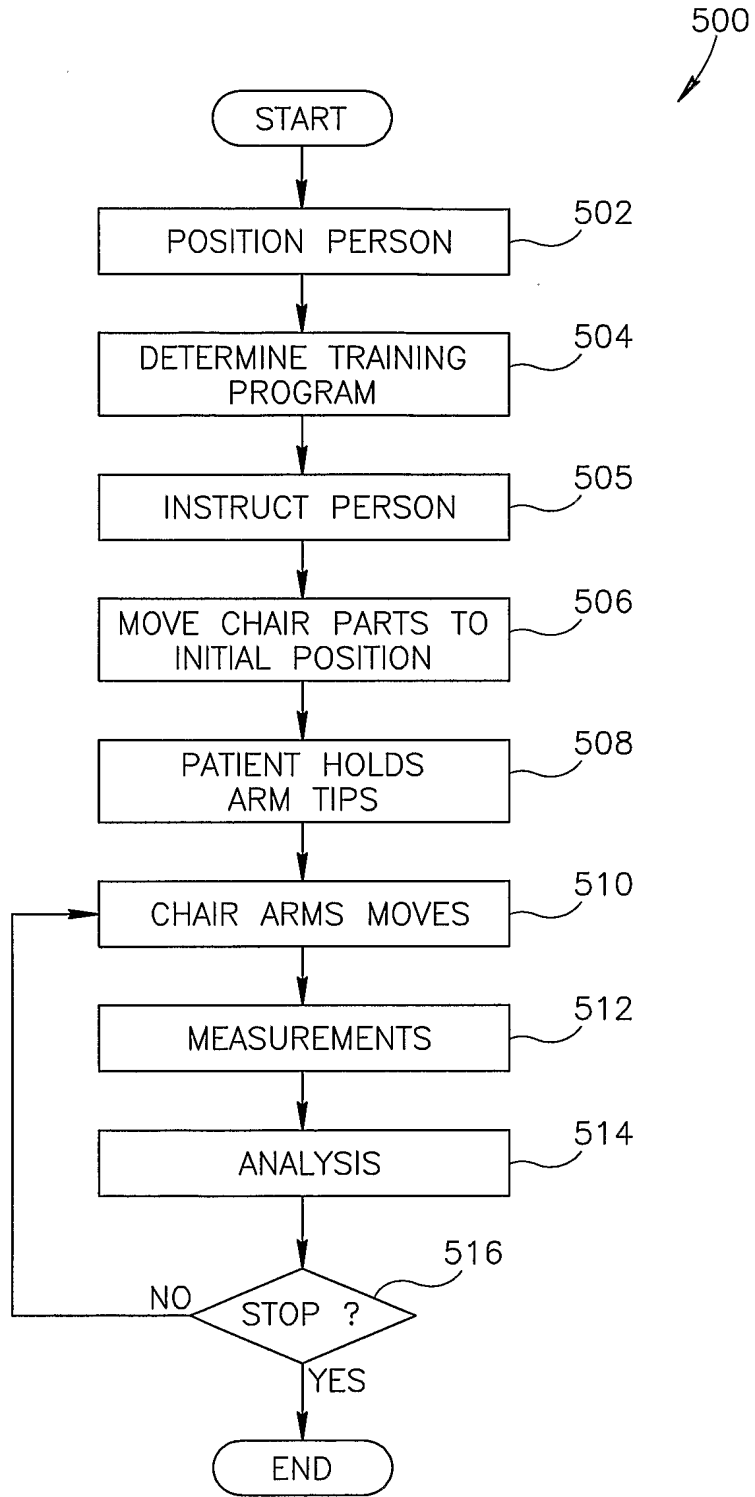 500
START
POSITION PERSON
502
DETERMINE TRAINING
PROGRAM
504
INSTRUCT PERSON
505
MOVE CHAIR PARTS TO
INITIAL POSITION
506
PATIENT HOLDS
ARM TIPS
508
CHAIR ARMS MOVES
510
MEASUREMENTS
512
ANALYSIS
514
516
NO
STOP ?
YES
END